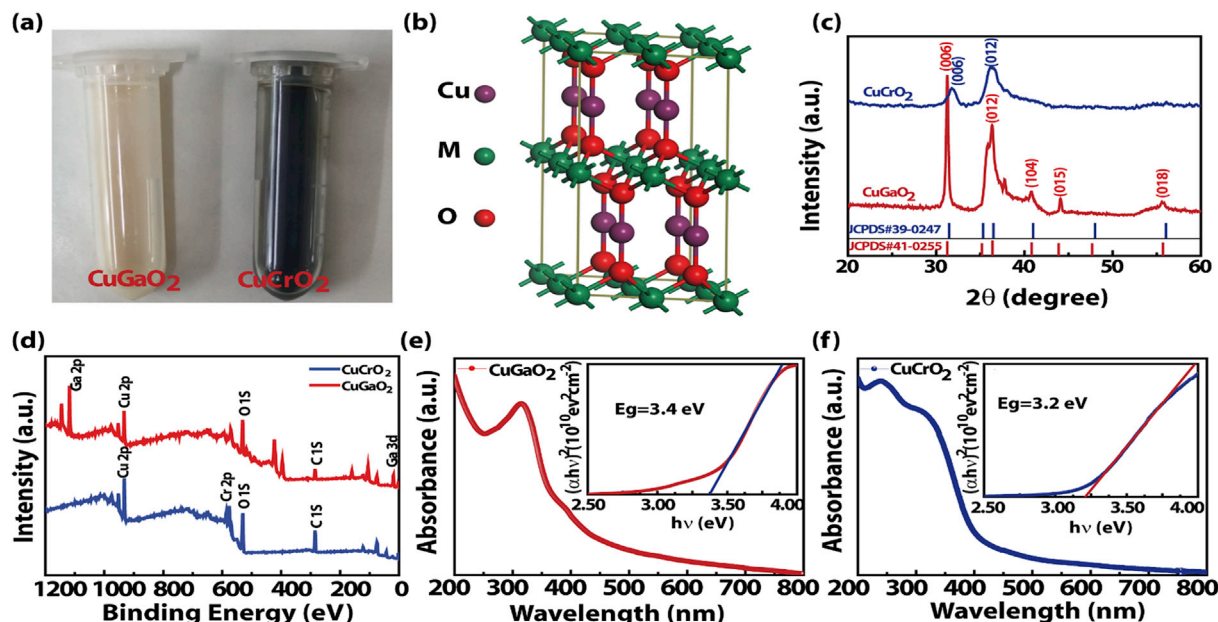 (a)
CuGaO2
CuCrO2
(b)
Cu
M
O
(c)
Intensity (a.u.)
(006)
(006)
(012)
CuCrO2
(012)
(104)
(015)
(018)
CuGaO2
JCPDS#39-0247
JCPDS#41-0255
20 30 40 50 60
2θ (degree)
(d)
Intensity (a.u.)
Ga 2p
Cu 2p
O 1S
C 1S
Ga 3d
CuCrO2
CuGaO2
Cu 2p
Cr 2p
O 1S
C 1S
1200 1000 800 600 400 200 0
Binding Energy (eV)
(e)
Absorbance (a.u.)
CuGaO2
Eg=3.4 eV
(αhν)2(1010ev2cm-2)
2.50 3.00 3.50 4.00
hν (eV)
200 300 400 500 600 700 800
Wavelength (nm)
(f)
Absorbance (a.u.)
CuCrO2
Eg=3.2 eV
(αhν)2(1010ev2cm-2)
2.50 3.00 3.50 4.00
hν (eV)
200 300 400 500 600 700 800
Wavelength (nm)